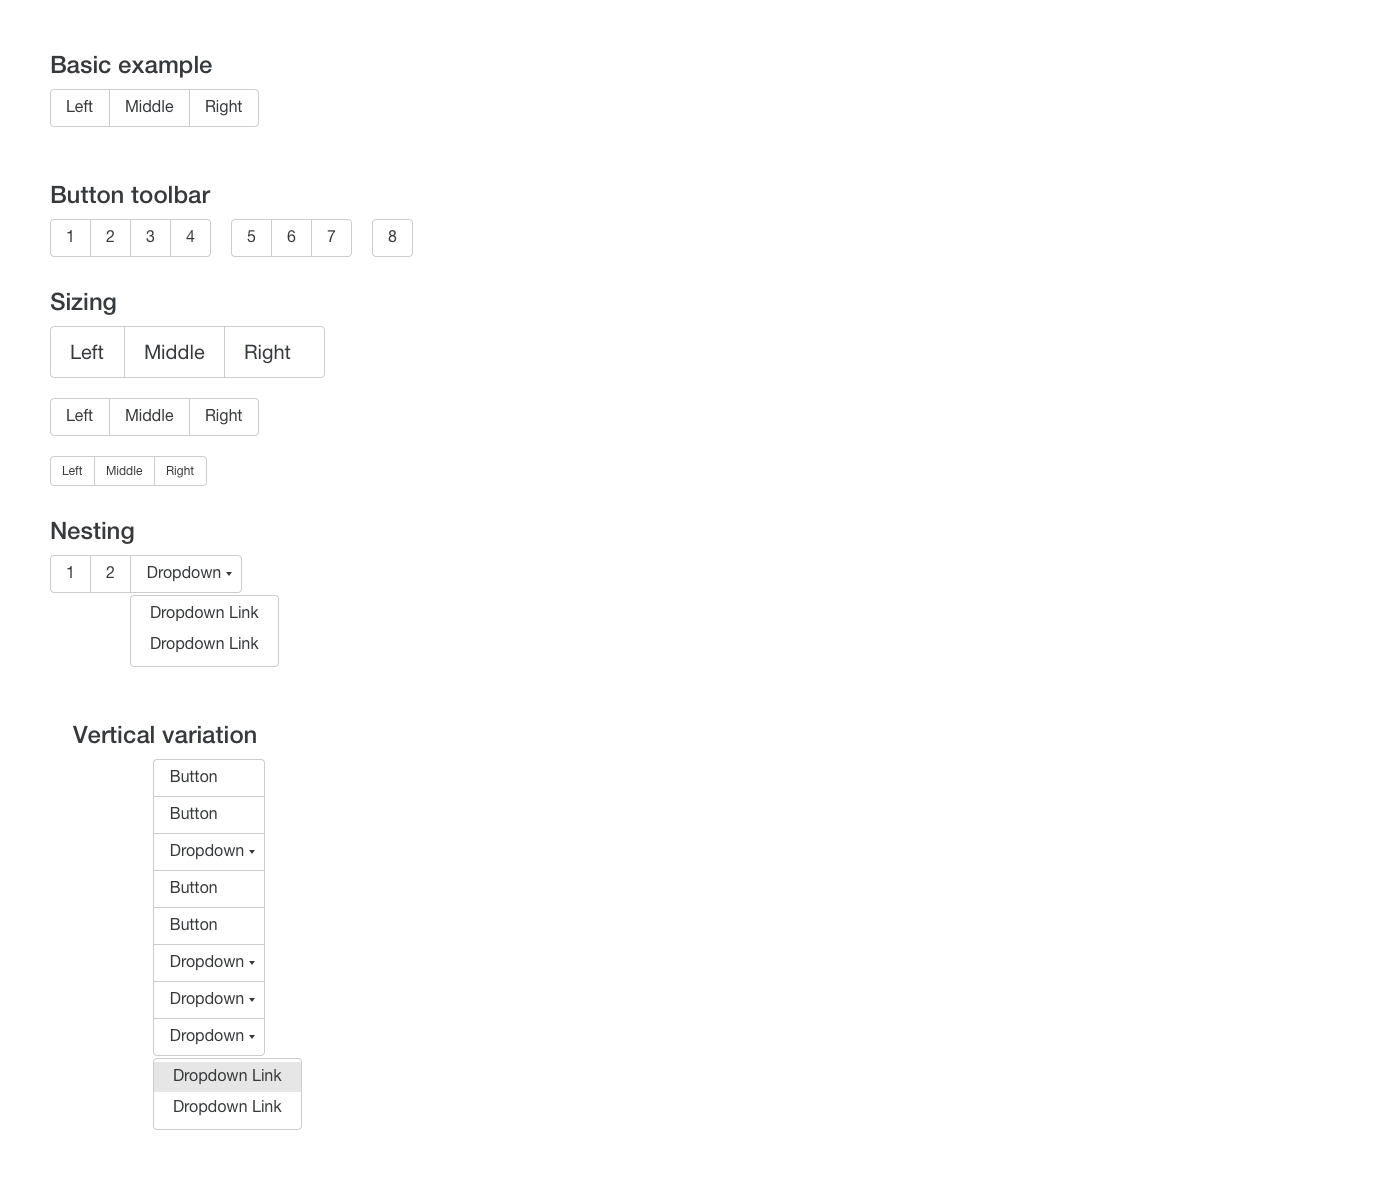 Basic example
Left Middle Right
Button toolbar
1 2 3 4 5 6 7 8
Sizing
Left Middle Right
Left Middle Right
Left Middle Right
Nesting
1 2 Dropdown
Dropdown Link
Dropdown Link
Vertical variation
Button
Button
Dropdown
Button
Button
Dropdown
Dropdown
Dropdown
Dropdown Link
Dropdown Link